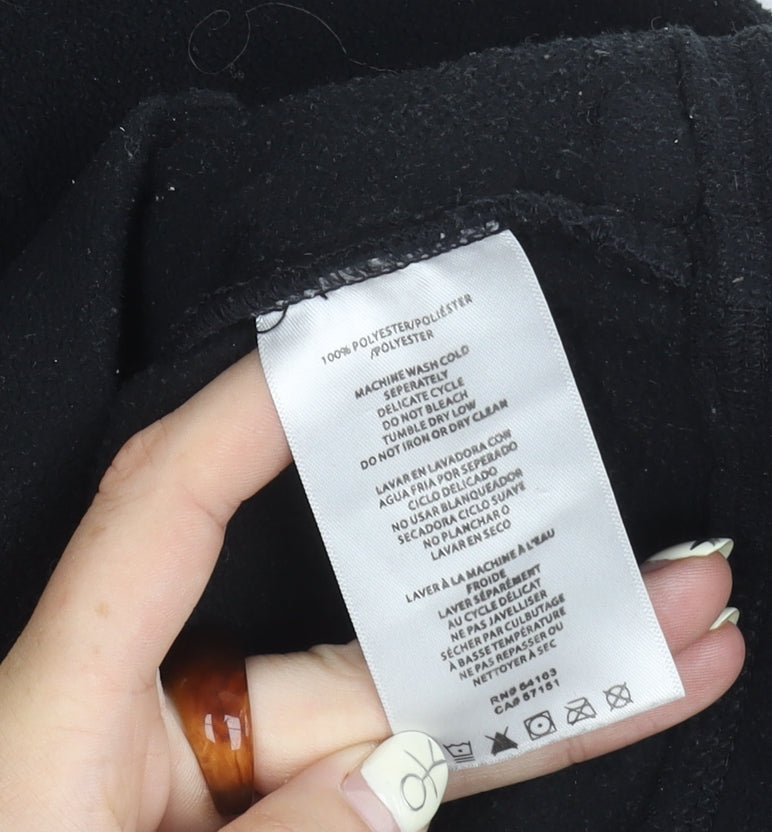 100% POLYESTER/POLIÉSTER
/POLYESTER
MACHINE WASH COLD
SEPERATELY
DELICATE CYCLE
DO NOT BLEACH
TUMBLE DRY LOW
DO NOT IRON OR DRY CLEAN
LAVAR EN LAVADORA CON
AGUA FRIA POR SEPERADO
CICLO DELICADO
NO USAR BLANQUEADOR
SECADORA CICLO SUAVE
NO PLANCHAR O
LAVAR EN SECO
LAVER À LA MACHINE À L'EAU
FROIDE
LAVER SÉPARÉMENT
AU CYCLE DÉLICAT
NE PAS JAVELLISER
SÉCHER PAR CULBUTAGE
À BASSE TEMPÉRATURE
NE PAS REPASSER OU
NETTOYER À SEC
RN# 54163
CA# 57151
OK